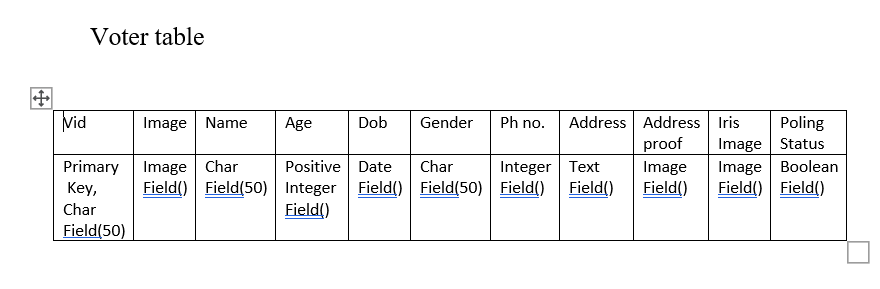 Voter table
Vid Image Name Age Dob Gender Ph no. Address Address Iris Poling
proof Image Status
Primary Image Char Positive Date Char Integer Text Image Image Boolean
Key, Field() Field(50) Integer Field() Field(50) Field() Field() Field() Field() Field()
Char Field()
Field(50)